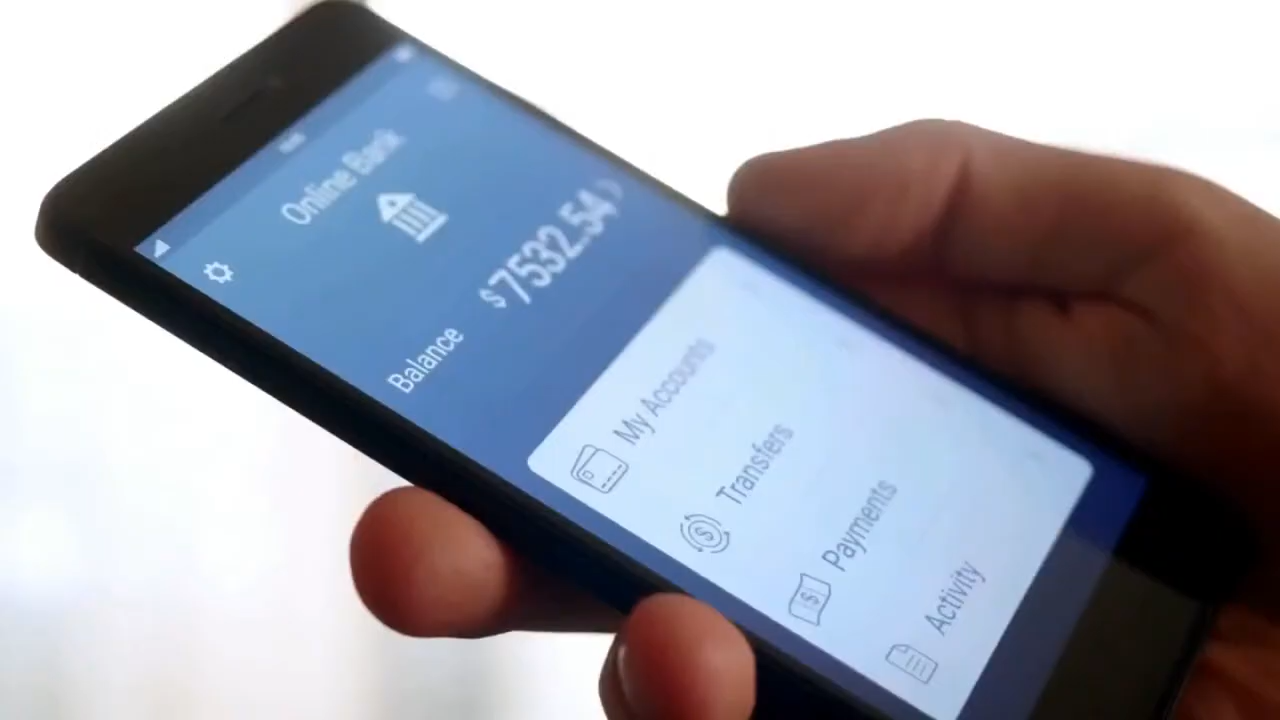 Online Bank
Balance
$7532.54
My Accounts
Transfers
Payments
Activity